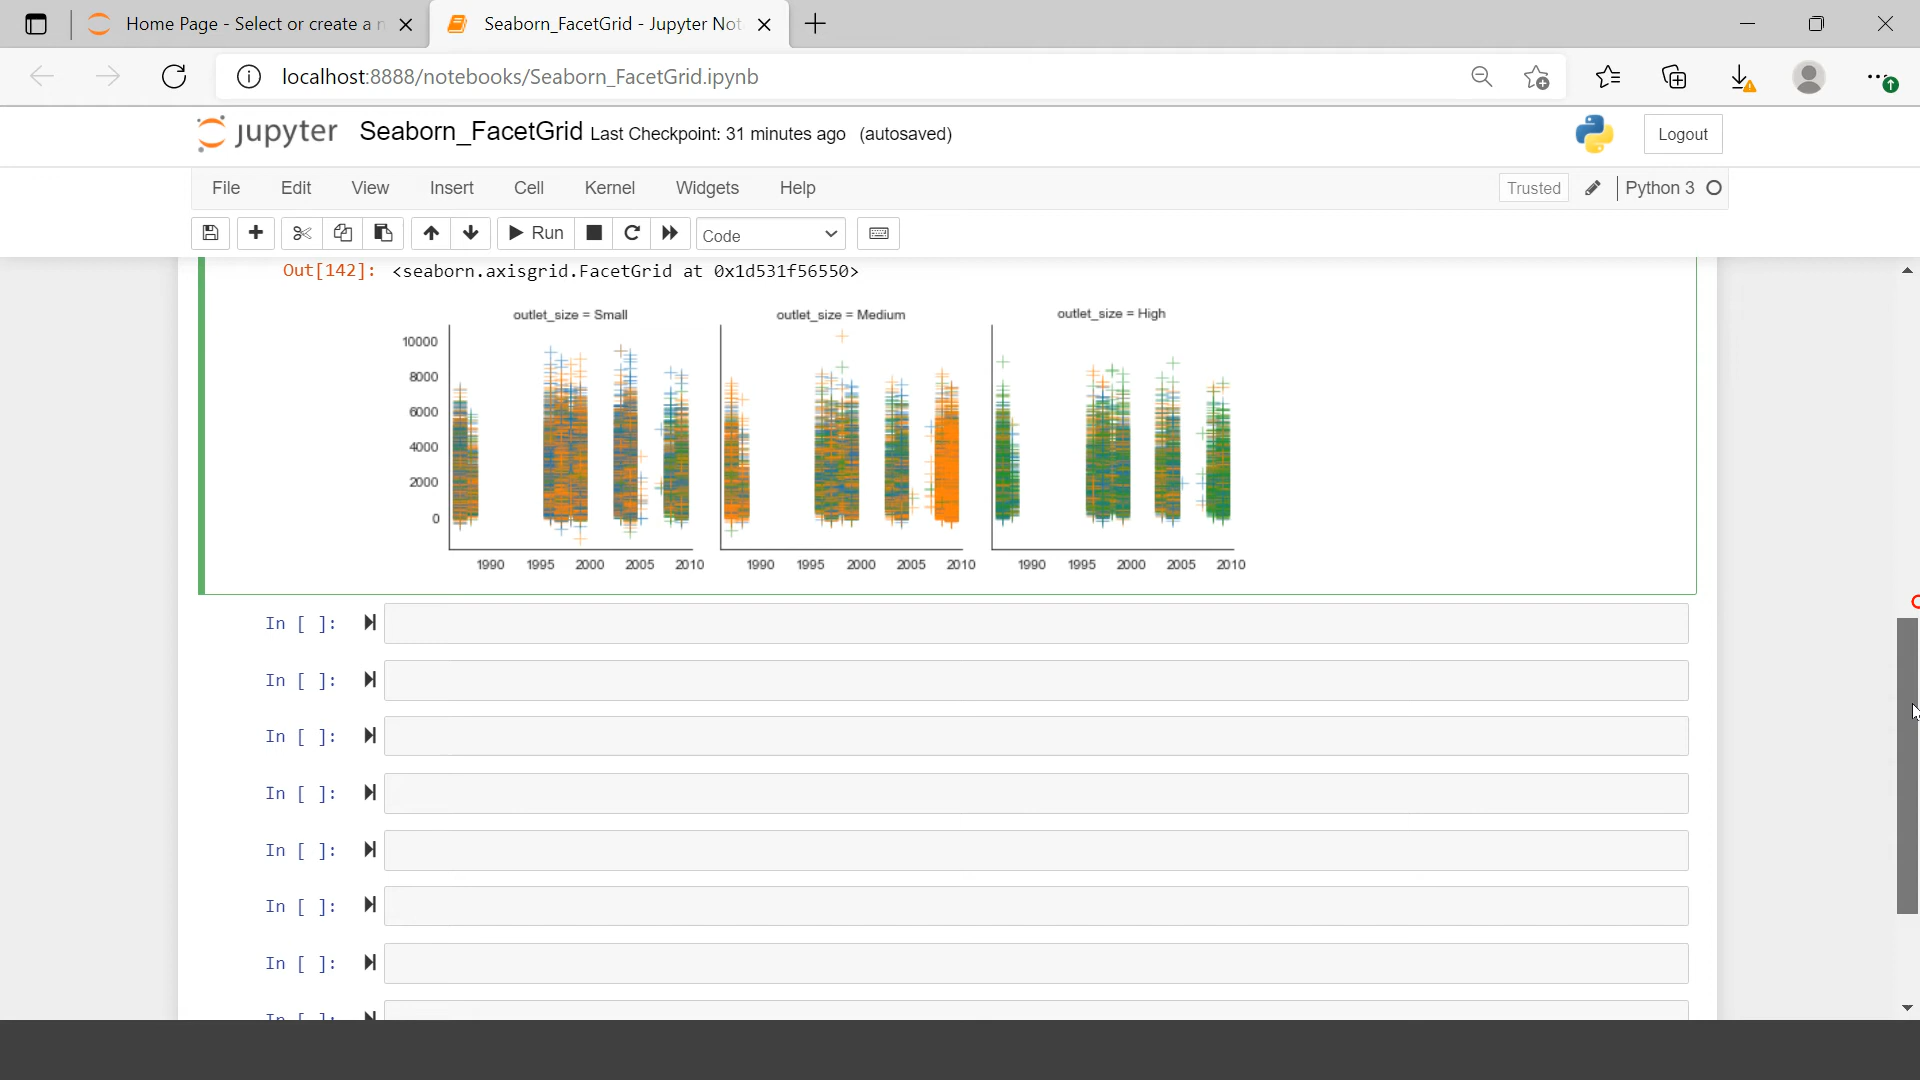 Home Page - Select or create a n
Seaborn_FacetGrid - Jupyter Not
localhost:8888/notebooks/Seaborn_FacetGrid.ipynb
jupyter Seaborn_FacetGrid Last Checkpoint: 31 minutes ago (autosaved)
Logout
File Edit View Insert Cell Kernel Widgets Help
Trusted Python 3
Run Code
Out[142]: <seaborn.axisgrid.FacetGrid at 0x1d531f56550>
outlet_size = Small outlet_size = Medium outlet_size = High
10000
8000
6000
4000
2000
0
1990 1995 2000 2005 2010 1990 1995 2000 2005 2010 1990 1995 2000 2005 2010
In [ ]:
In [ ]:
In [ ]:
In [ ]:
In [ ]:
In [ ]:
In [ ]:
In [ ]: